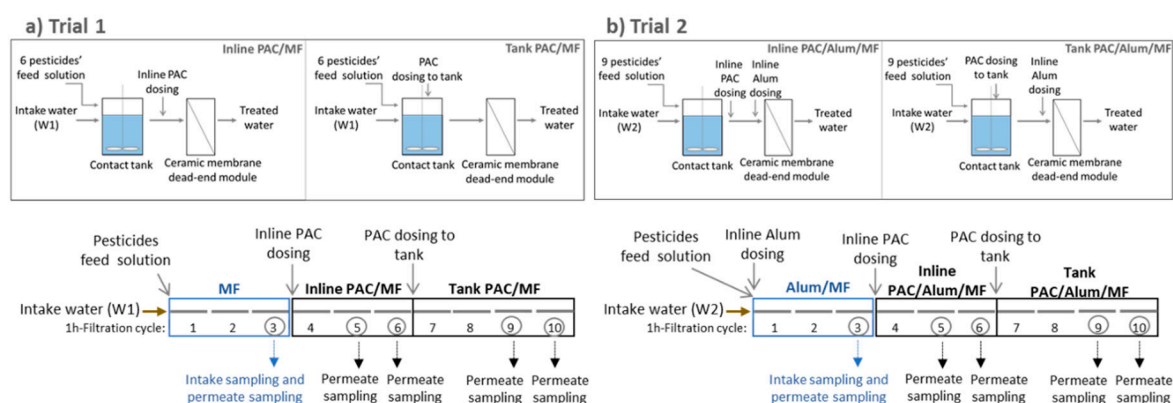 a) Trial 1
Inline PAC/MF
6 pesticides'
feed solution
Inline PAC
dosing
Intake water
(W1)
Treated
water
Contact tank
Ceramic membrane
dead-end module
Tank PAC/MF
6 pesticides'
feed solution
PAC
dosing to
tank
Intake water
(W1)
Treated
water
Contact tank
Ceramic membrane
dead-end module
Pesticides
feed solution
Inline PAC
dosing
PAC dosing to
tank
MF
Inline PAC/MF
Tank PAC/MF
Intake water (W1)
1h-Filtration cycle: 1 2 3 4 5 6 7 8 9 10
Intake sampling and
permeate sampling
Permeate
sampling
Permeate
sampling
Permeate
sampling
Permeate
sampling
b) Trial 2
Inline PAC/Alum/MF
9 pesticides'
feed solution
Inline
PAC
dosing
Inline
Alum
dosing
Intake water
(W2)
Treated
water
Contact tank
Ceramic membrane
dead-end module
Tank PAC/Alum/MF
9 pesticides'
feed solution
PAC dosing
to tank
Inline
Alum
dosing
Intake water
(W2)
Treated
water
Contact tank
Ceramic membrane
dead-end module
Pesticides
feed solution
Inline Alum
dosing
Inline PAC
dosing
PAC dosing to
tank
Alum/MF
Inline
PAC/Alum/MF
Tank
PAC/Alum/MF
Intake water (W2)
1h-Filtration cycle: 1 2 3 4 5 6 7 8 9 10
Intake sampling and
permeate sampling
Permeate
sampling
Permeate
sampling
Permeate
sampling
Permeate
sampling